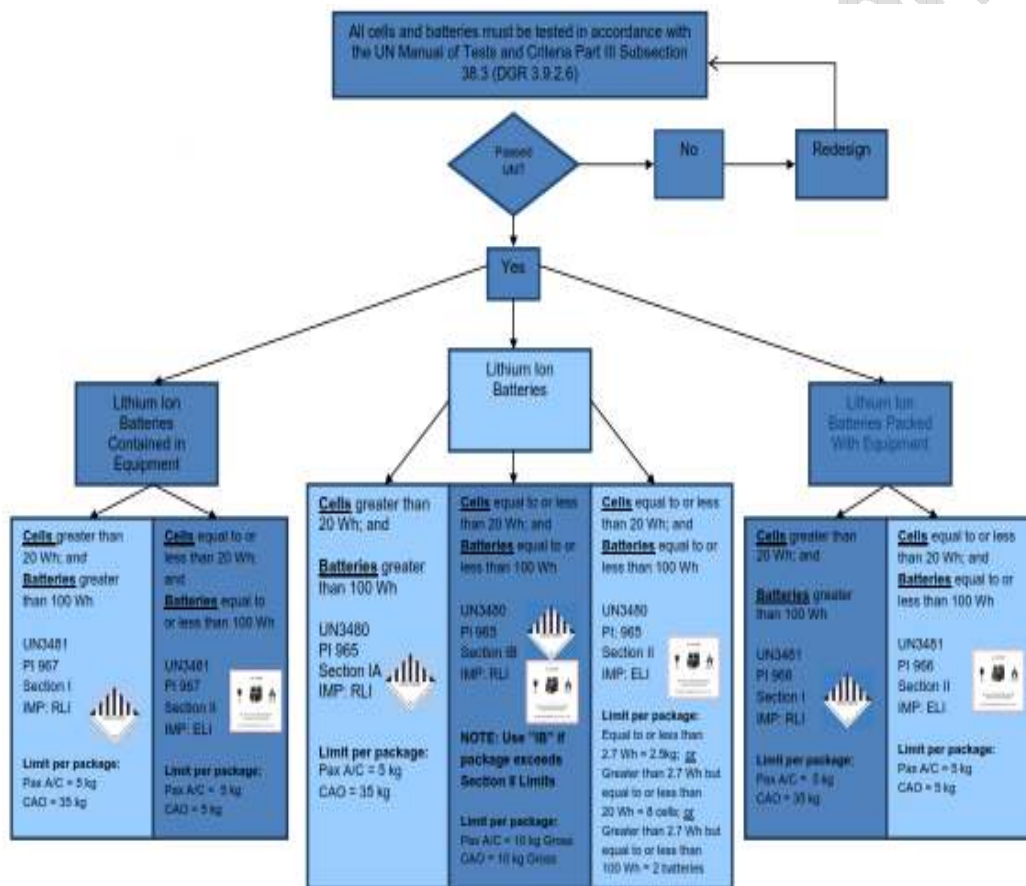 All cells and batteries must be tested in accordance with
the UN Manual of Tests and Criteria Part III Subsection
38.3 (DGR 3.9.2.6)
Passed
UN?
No
Redesign
Yes
Lithium Ion
Batteries
Contained in
Equipment
Lithium Ion
Batteries
Lithium Ion
Batteries Packed
With Equipment
Cells greater than
20 Wh; and
Batteries greater
than 100 Wh
UN3481
PI 967
Section I
IMP: RLI
Limit per package:
Pax A/C = 5 kg
CAO = 35 kg
Cells equal to or
less than 20 Wh;
and
Batteries equal to
or less than 100 Wh
UN3481
PI 967
Section II
IMP: ELI
Limit per package:
Pax A/C = 5 kg
CAO = 5 kg
Cells greater than
20 Wh; and
Batteries greater
than 100 Wh
UN3480
PI 965
Section IA
IMP: RLI
Limit per package:
Pax A/C = 5 kg
CAO = 35 kg
Cells equal to or less
than 20 Wh; and
Batteries equal to or
less than 100 Wh
UN3480
PI 965
Section IB
IMP: RLI
NOTE: Use "IB" if
package exceeds
Section II Limits
Limit per package:
Pax A/C = 10 kg Gross
CAO = 10 kg Gross
Cells equal to or less
than 20 Wh; and
Batteries equal to or
less than 100 Wh
UN3480
PI: 965
Section II
IMP: ELI
Limit per package:
Equal to or less than
2.7 Wh = 2.5kg; or
Greater than 2.7 Wh but
equal to or less than
20 Wh = 8 cells; or
Greater than 2.7 Wh but
equal to or less than
100 Wh = 2 batteries
Cells greater than
20 Wh; and
Batteries greater
than 100 Wh
UN3481
PI 966
Section I
IMP: RLI
Limit per package:
Pax A/C = 5 kg
CAO = 35 kg
Cells equal to or less
than 20 Wh; and
Batteries equal to or
less than 100 Wh
UN3481
PI 966
Section II
IMP: ELI
Limit per package:
Pax A/C = 5 kg
CAO = 5 kg